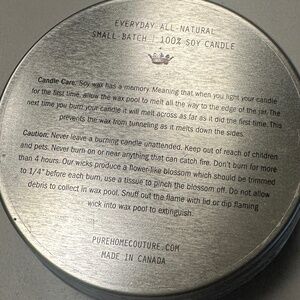 EVERYDAY ALL-NATURAL
SMALL-BATCH | 100% SOY CANDLE
Candle Care: Soy wax has a memory. Meaning that when you light your candle
for the first time, allow the wax pool to melt all the way to the edge of the jar. The
next time you burn your candle it will melt across as far as it did the first time. This
prevents the wax from tunneling as it melts down the sides.
Caution: Never leave a burning candle unattended. Keep out of reach of children
and pets. Never burn on or near anything that can catch fire. Don't burn for more
than 4 hours. Our wicks produce a flower-like blossom which should be trimmed
to 1/4" before each burn, use a tissue to pinch the blossom off. Do not allow
debris to collect in wax pool. Snuff out the flame with lid or dip flaming
wick into wax pool to extinguish.
PUREHOMECOUTURE.COM
MADE IN CANADA